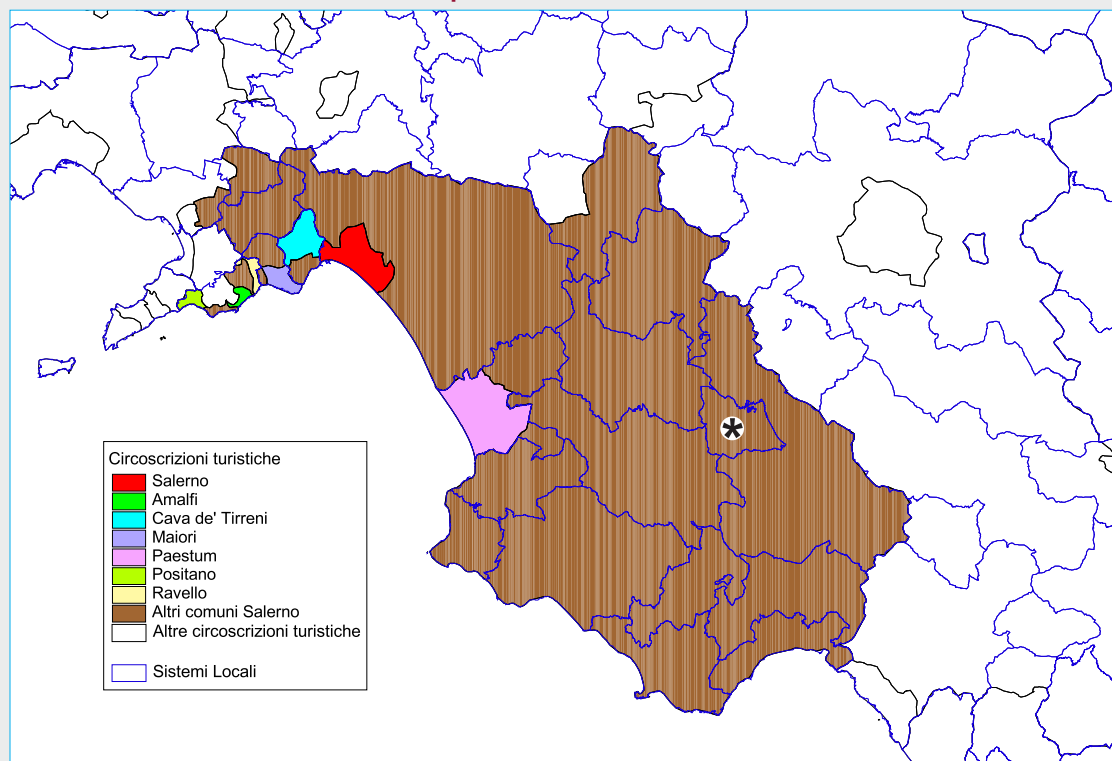 Circoscrizioni turistiche
Salerno
Amalfi
Cava de' Tirreni
Maiori
Paestum
Positano
Ravello
Altri comuni Salerno
Altre circoscrizioni turistiche
Sistemi Locali
*